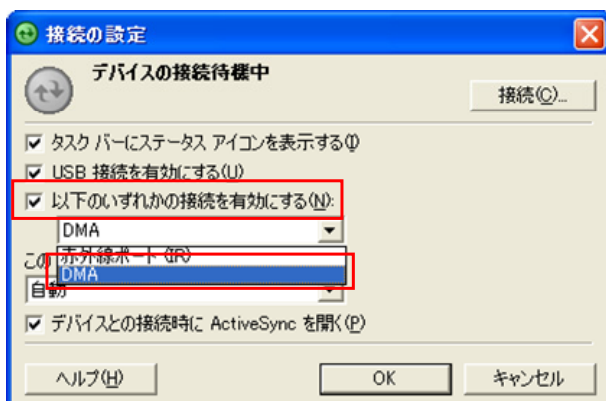 接続の設定
デバイスの接続待機中
接続(C)...
タスク バーにステータス アイコンを表示する(I)
USB 接続を有効にする(U)
以下のいずれかの接続を有効にする(N):
DMA
赤外線ポート (IR)
DMA
この
自動
デバイスとの接続時に ActiveSync を開く(P)
ヘルプ(H)
OK
キャンセル